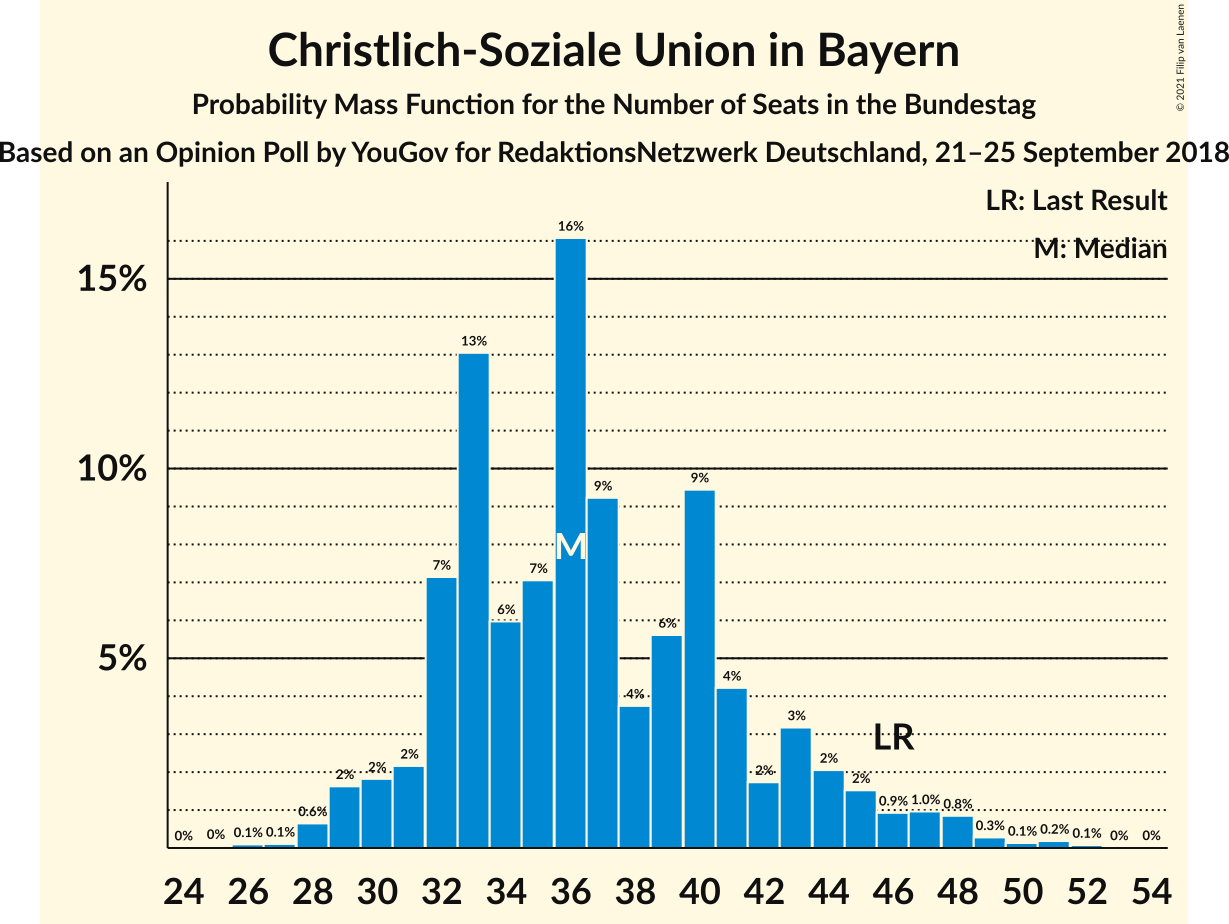 Christlich-Soziale Union in Bayern
Probability Mass Function for the Number of Seats in the Bundestag
Based on an Opinion Poll by YouGov for RedaktionsNetzwerk Deutschland, 21–25 September 2018
© 2021 Filip van Laenen
LR: Last Result
M: Median
15%
10%
5%
0% 0% 0.1% 0.1% 0.6% 2% 2% 2% 7% 13% 6% 7% 16% 9% 4% 6% 9% 4% 2% 3% 2% 2% 0.9% 1.0% 0.8% 0.3% 0.1% 0.2% 0.1% 0% 0%
M
LR
24 26 28 30 32 34 36 38 40 42 44 46 48 50 52 54